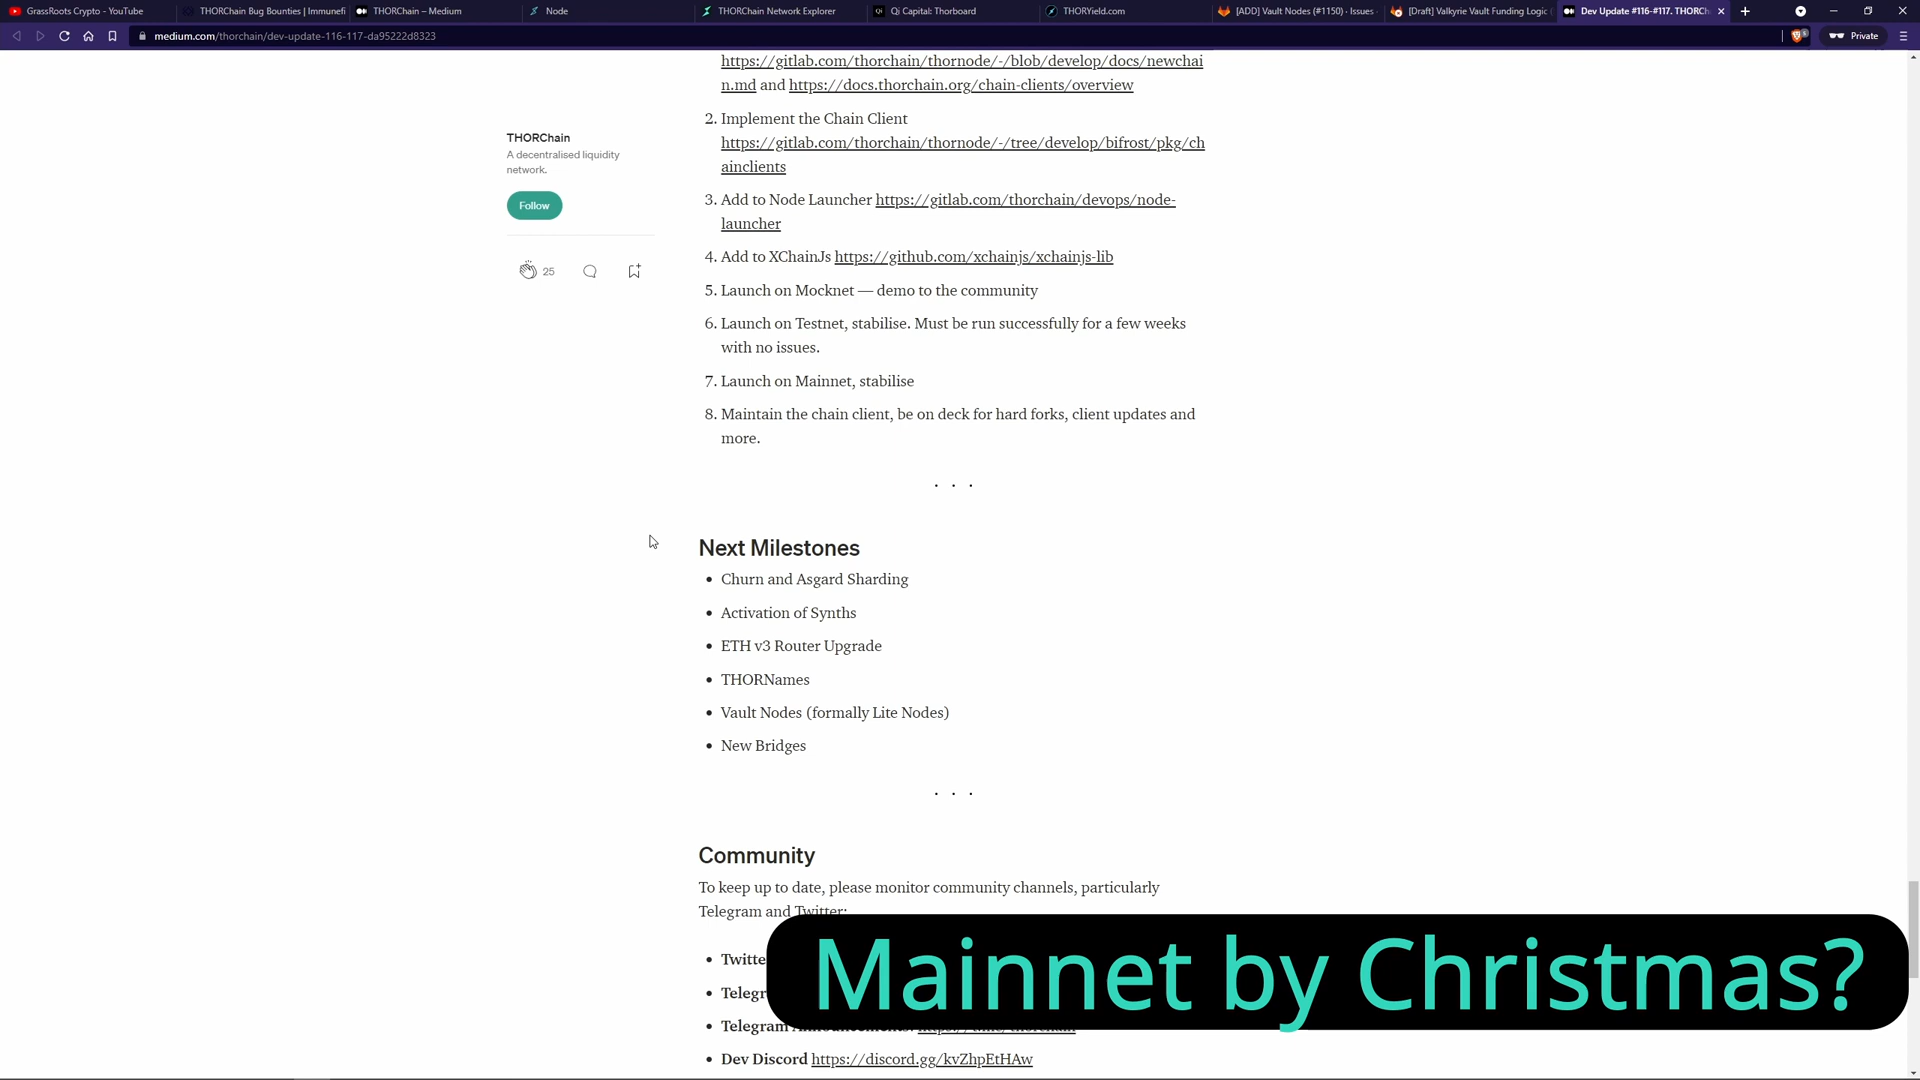 GrassRoots Crypto - YouTube
THORChain Bug Bounties | Immunefi
THORChain – Medium
Node
THORChain Network Explorer
Qi Capital: Thorboard
THORYield.com
[ADD] Vault Nodes (#1150) · Issues
[Draft] Valkyrie Vault Funding Logic (
Dev Update #116-#117. THORCh
medium.com/thorchain/dev-update-116-117-da95222d8323
Private
https://gitlab.com/thorchain/thornode/-/blob/develop/docs/newchai
n.md and https://docs.thorchain.org/chain-clients/overview
THORChain
A decentralised liquidity
network.
Follow
25
2. Implement the Chain Client
https://gitlab.com/thorchain/thornode/-/tree/develop/bifrost/pkg/ch
ainclients
3. Add to Node Launcher https://gitlab.com/thorchain/devops/node-
launcher
4. Add to XChainJs https://github.com/xchainjs/xchainjs-lib
5. Launch on Mocknet — demo to the community
6. Launch on Testnet, stabilise. Must be run successfully for a few weeks
with no issues.
7. Launch on Mainnet, stabilise
8. Maintain the chain client, be on deck for hard forks, client updates and
more.
. . .
Next Milestones
• Churn and Asgard Sharding
• Activation of Synths
• ETH v3 Router Upgrade
• THORNames
• Vault Nodes (formally Lite Nodes)
• New Bridges
. . .
Community
To keep up to date, please monitor community channels, particularly
Telegram and Twitter:
• Twitte
• Telegr
• Telegram
• Dev Discord https://discord.gg/kvZhpEtHAw
Mainnet by Christmas?